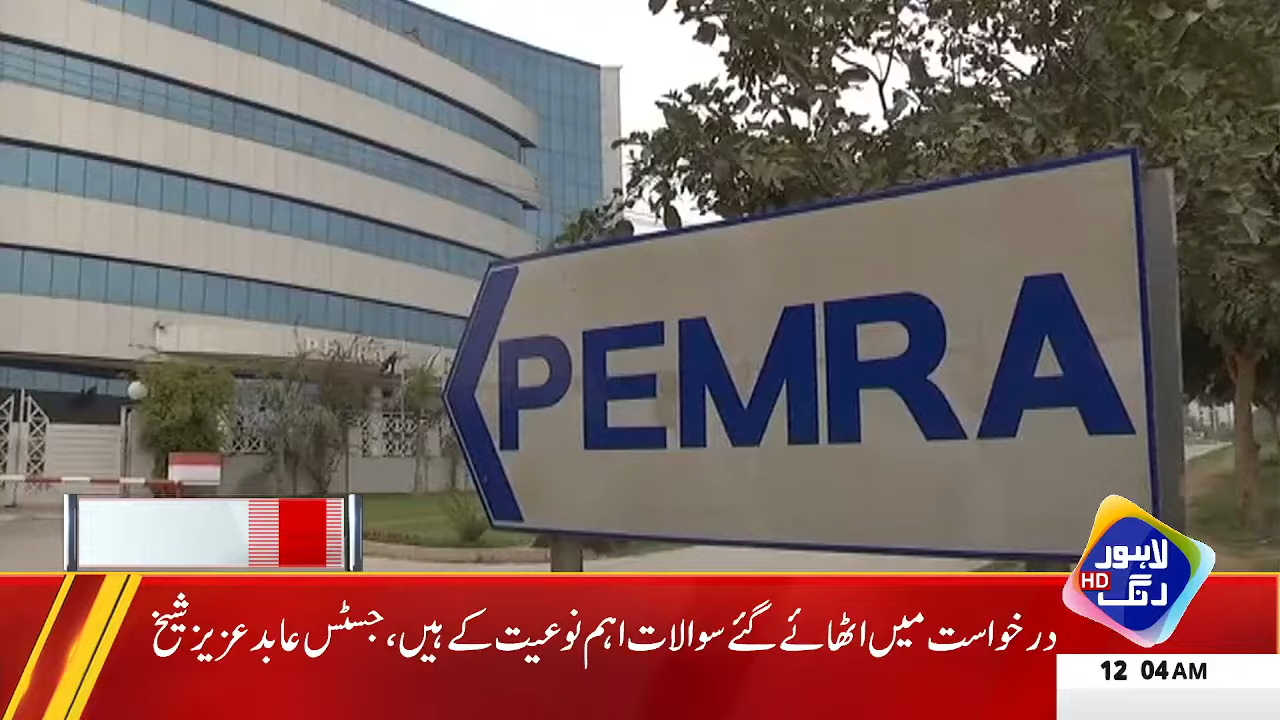 PEMRA
لاہور
HD
رنگ
درخواست میں اٹھائے گئے سوالات اہم نوعیت کے ہیں، جسٹس عابد عزیز شیخ
12 04 AM